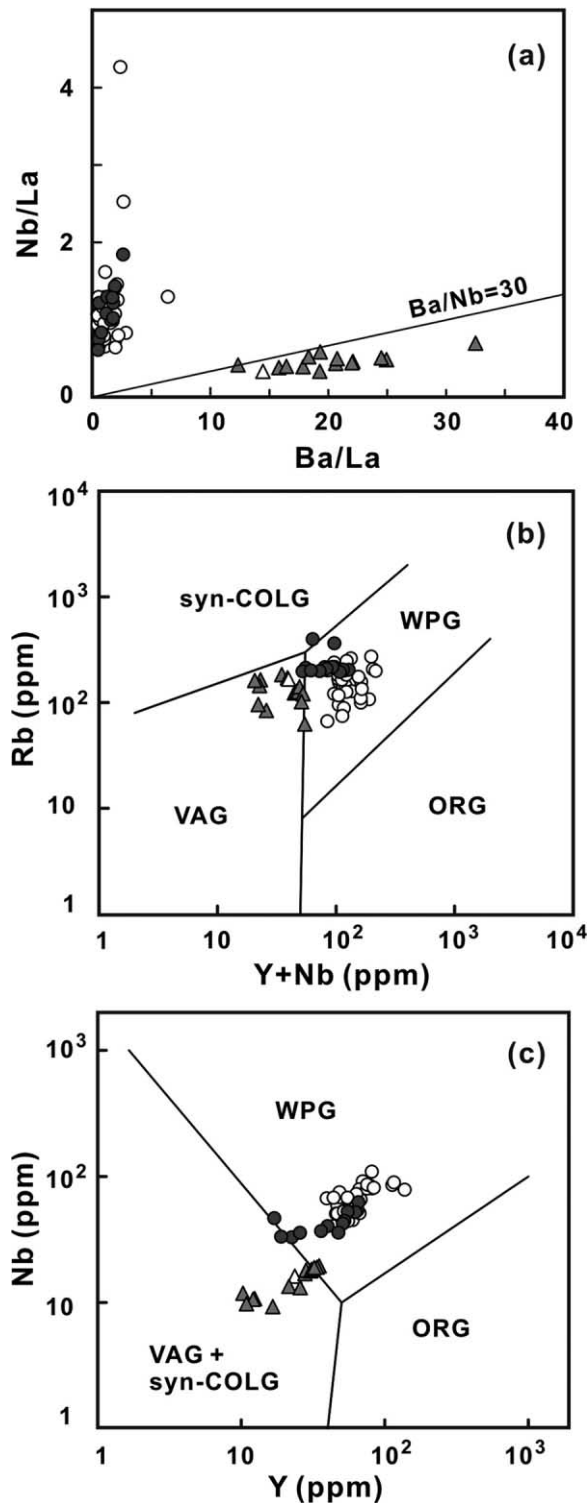 (a)
4
2
0
Nb/La
Ba/Nb=30
0 10 20 30 40
Ba/La
(b)
10⁴
10³
10²
10
1
Rb (ppm)
syn-COLG
WPG
VAG
ORG
1 10 10² 10³ 10⁴
Y+Nb (ppm)
(c)
10³
10²
10
1
Nb (ppm)
WPG
ORG
VAG +
syn-COLG
1 10 10² 10³
Y (ppm)